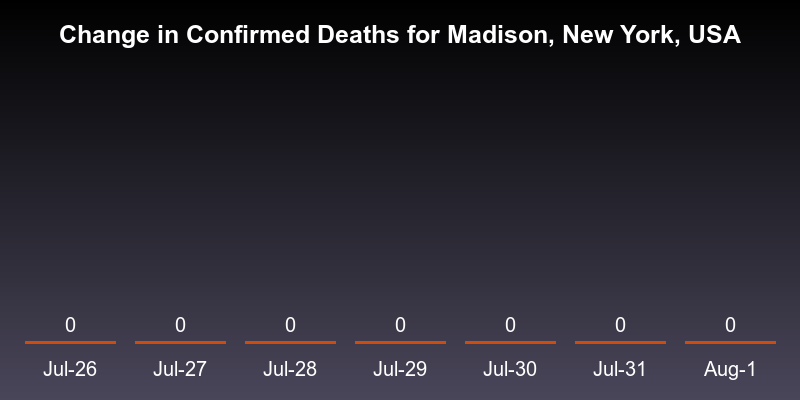 Change in Confirmed Deaths for Madison, New York, USA
0 0 0 0 0 0 0
Jul-26 Jul-27 Jul-28 Jul-29 Jul-30 Jul-31 Aug-1